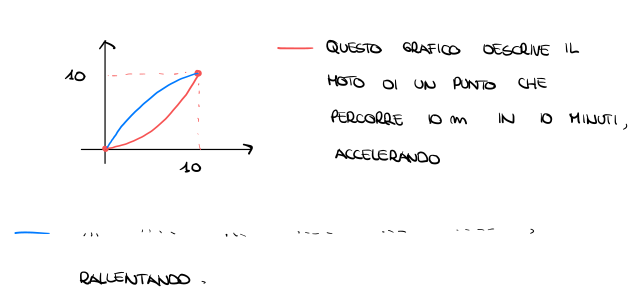 10
10
QUESTO GRAFICO DESCRIVE IL
MOTO DI UN PUNTO CHE
PERCORRE 10 m IN 10 MINUTI,
ACCELERANDO
RALLENTANDO.